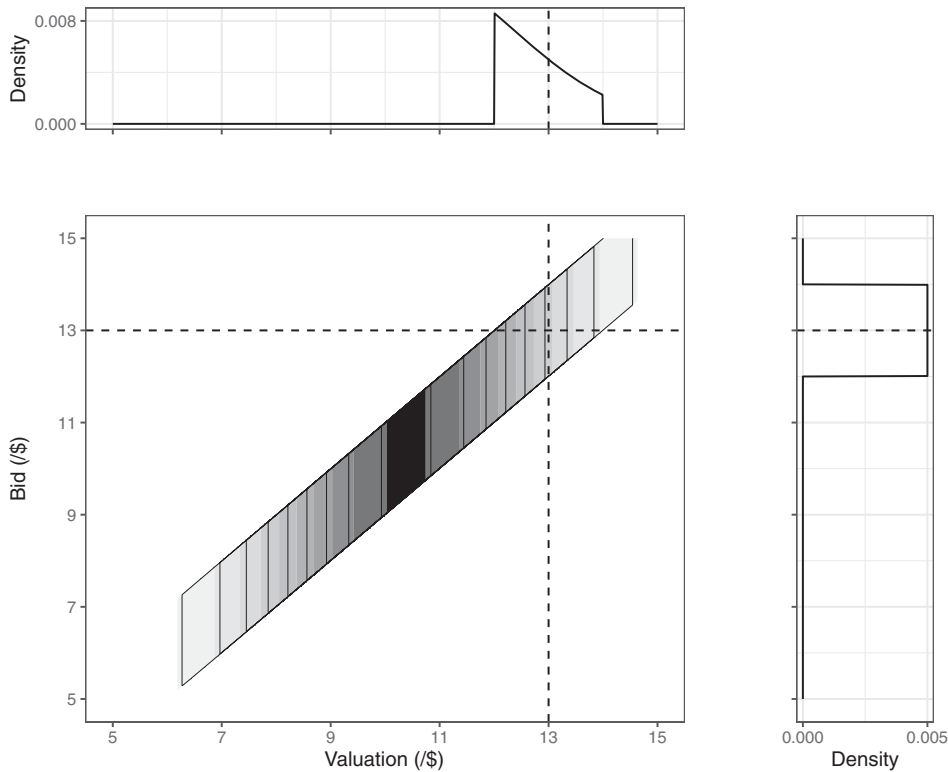 Density
0.008
0.000
15
13
11
9
7
5
Bid (/$)
5 7 9 11 13 15
Valuation (/$)
0.000 0.005
Density